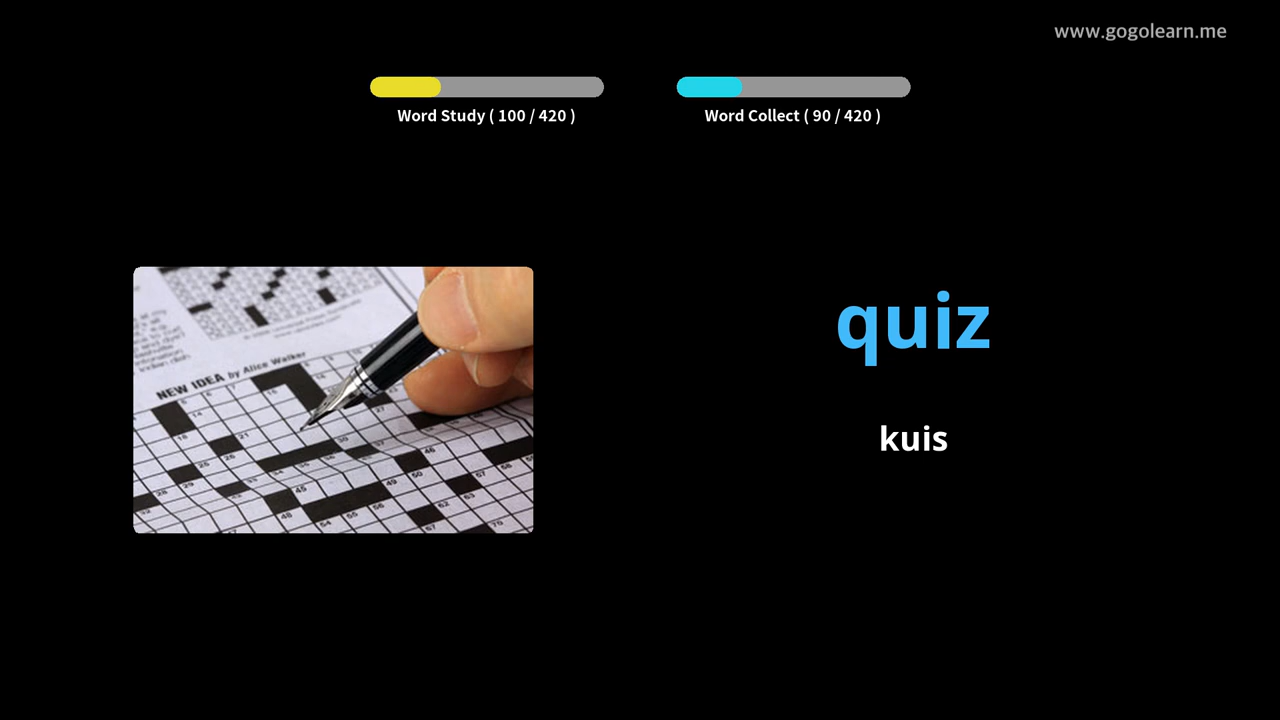 www.gogolearn.me
Word Study ( 100 / 420 )
Word Collect ( 90 / 420 )
NEW IDEA by Alice Walker
quiz
kuis